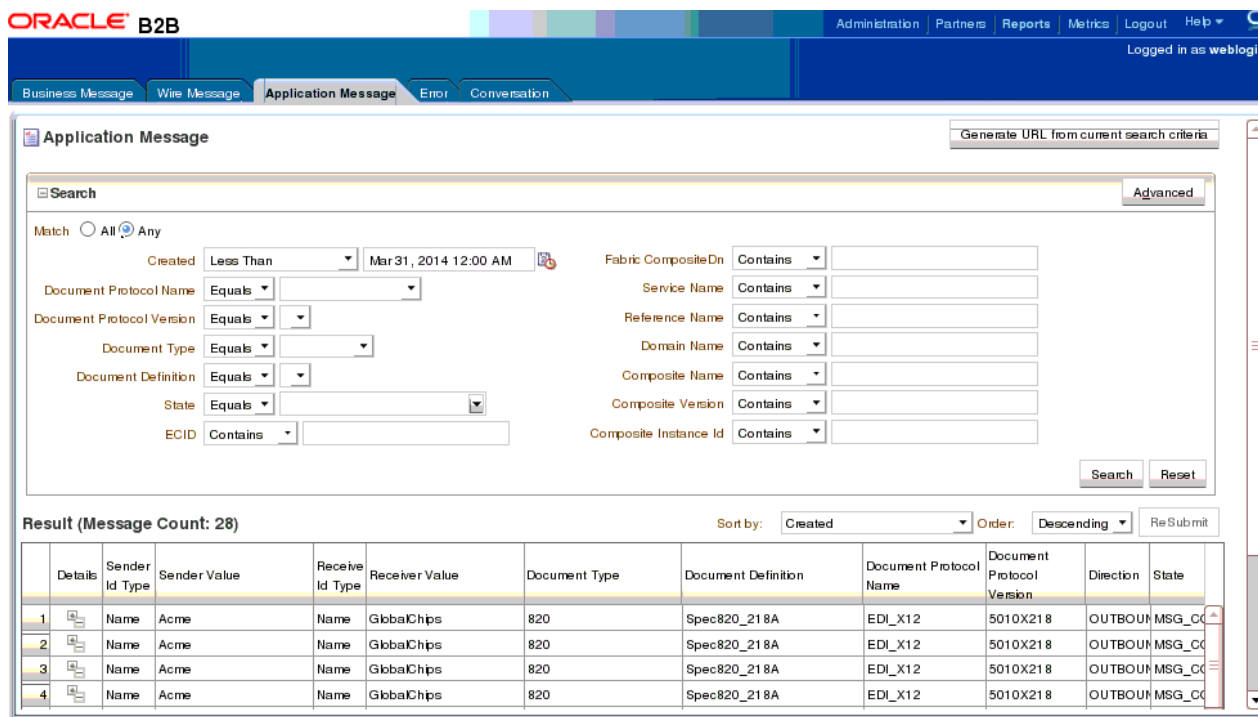 ORACLE B2B
Administration Partners Reports Metrics Logout Help
Logged in as weblogi
Business Message Wire Message Application Message Error Conversation
Application Message
Generate URL from current search criteria
Search
Advanced
Match All Any
Created Less Than Mar 31, 2014 12:00 AM Fabric CompositeDn Contains
Document Protocol Name Equals Service Name Contains
Document Protocol Version Equals Reference Name Contains
Document Type Equals Domain Name Contains
Document Definition Equals Composite Name Contains
State Equals Composite Version Contains
ECID Contains Composite Instance Id Contains
Search Reset
Result (Message Count: 28) Sort by: Created Order: Descending ReSubmit
Details Sender Id Type Sender Value Receive Id Type Receiver Value Document Type Document Definition Document Protocol Name Document Protocol Version Direction State
1 Name Acme Name GlobalChips 820 Spec820_218A EDI_X12 5010X218 OUTBOUN MSG_CO
2 Name Acme Name GlobalChips 820 Spec820_218A EDI_X12 5010X218 OUTBOUN MSG_CO
3 Name Acme Name GlobalChips 820 Spec820_218A EDI_X12 5010X218 OUTBOUN MSG_CO
4 Name Acme Name GlobalChips 820 Spec820_218A EDI_X12 5010X218 OUTBOUN MSG_CO